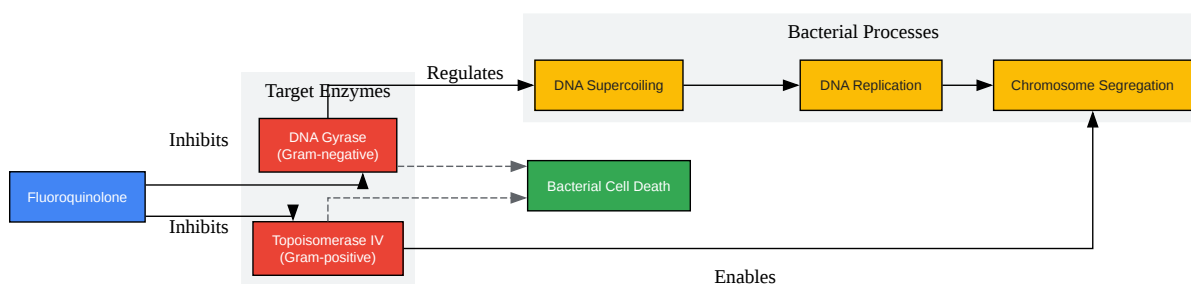 Bacterial Processes
Regulates
DNA Supercoiling
DNA Replication
Chromosome Segregation
Target Enzymes
Inhibits
DNA Gyrase
(Gram-negative)
Fluoroquinolone
Bacterial Cell Death
Inhibits
Topoisomerase IV
(Gram-positive)
Enables